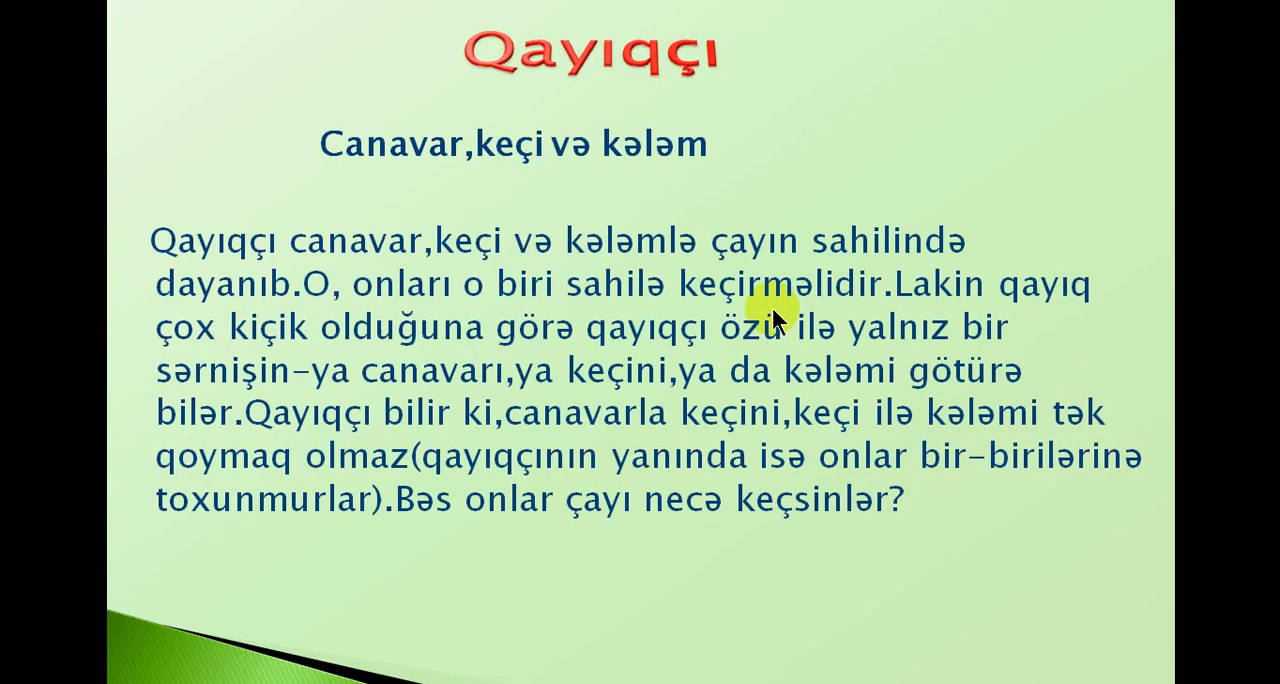 Qayıqçı
Canavar,keçi və kələm
Qayıqçı canavar,keçi və kələmlə çayın sahilində
dayanıb.O, onları o biri sahilə keçirməlidir.Lakin qayıq
çox kiçik olduğuna görə qayıqçı özü ilə yalnız bir
sərnişin-ya canavarı,ya keçini,ya da kələmi götürə
bilər.Qayıqçı bilir ki,canavarla keçini,keçi ilə kələmi tək
qoymaq olmaz(qayıqçının yanında isə onlar bir-birilərinə
toxunmurlar).Bəs onlar çayı necə keçsinlər?